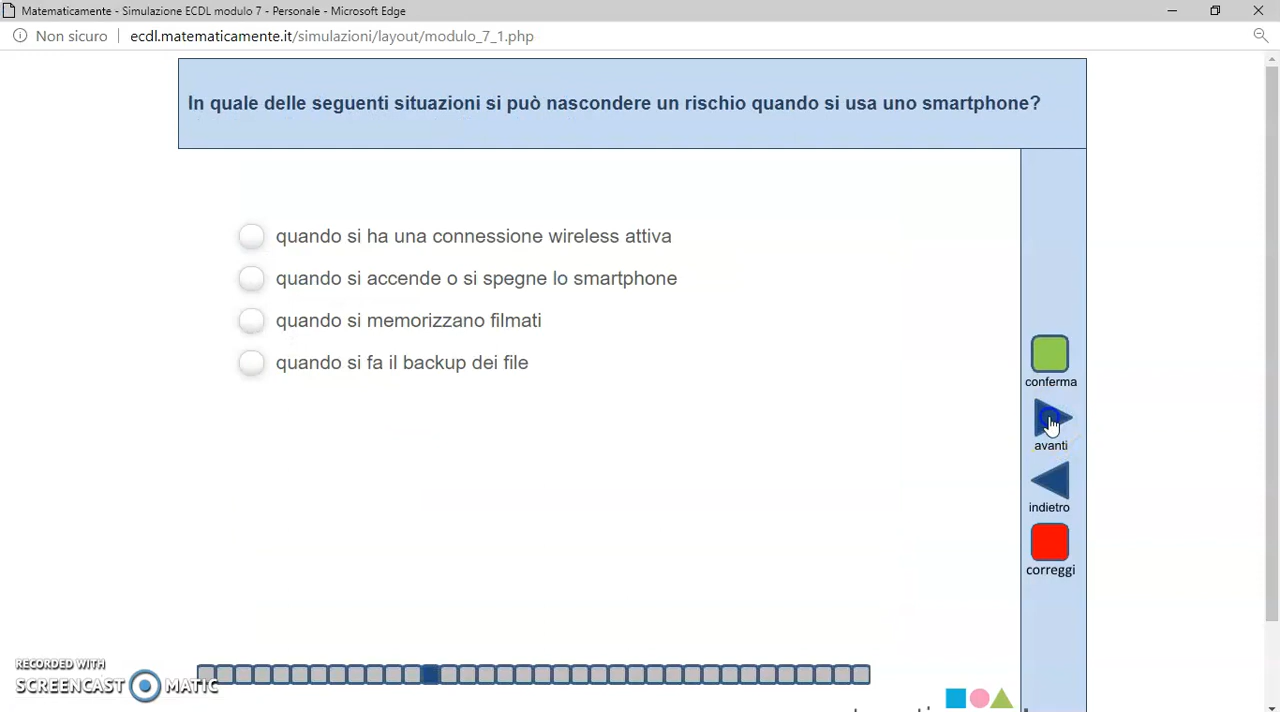 Matematicamente - Simulazione ECDL modulo 7 - Personale - Microsoft Edge
Non sicuro
ecdl.matematicamente.it/simulazioni/layout/modulo_7_1.php
In quale delle seguenti situazioni si può nascondere un rischio quando si usa uno smartphone?
quando si ha una connessione wireless attiva
quando si accende o si spegne lo smartphone
quando si memorizzano filmati
quando si fa il backup dei file
conferma
avanti
indietro
correggi
RECORDED WITH
SCREENCAST MATIC